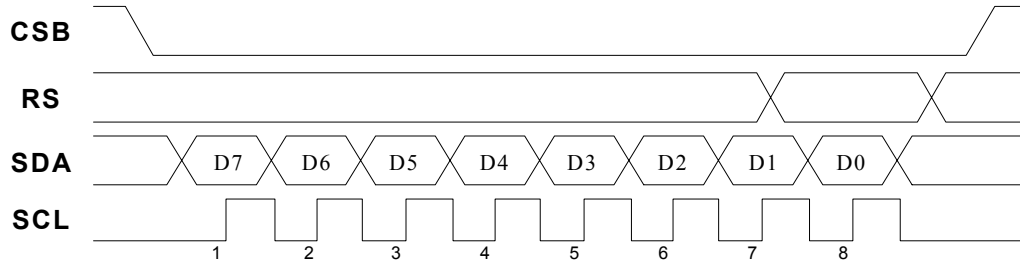 CSB
RS
SDA D7 D6 D5 D4 D3 D2 D1 D0
SCL
1 2 3 4 5 6 7 8